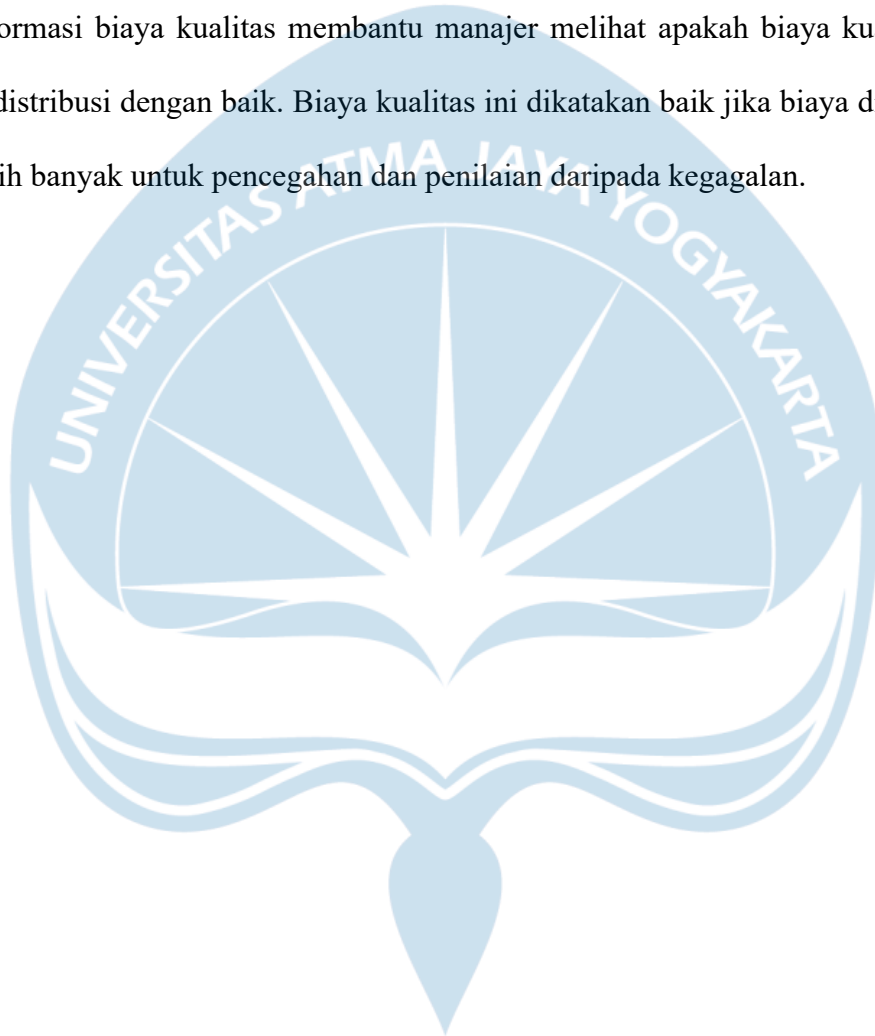 ormasi biaya kualitas membantu manajer melihat apakah biaya ku
distribusi dengan baik. Biaya kualitas ini dikatakan baik jika biaya d
ih banyak untuk pencegahan dan penilaian daripada kegagalan.
UNIVERSITAS ATMA JAYA YOGYAKARTA